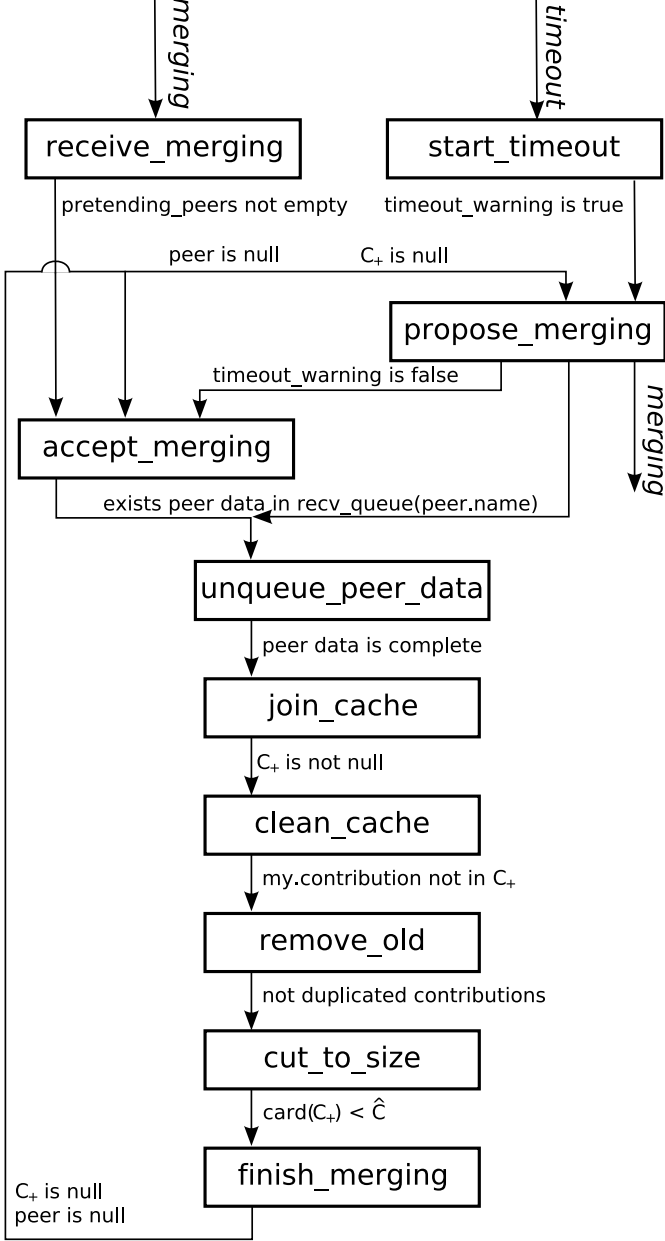 merging
timeout
receive_merging
start_timeout
pretending_peers not empty
timeout_warning is true
peer is null
C₊ is null
propose_merging
timeout_warning is false
merging
accept_merging
exists peer data in recv_queue(peer.name)
unqueue_peer_data
peer data is complete
join_cache
C₊ is not null
clean_cache
my.contribution not in C₊
remove_old
not duplicated contributions
cut_to_size
card(C₊) < Ĉ
finish_merging
C₊ is null
peer is null